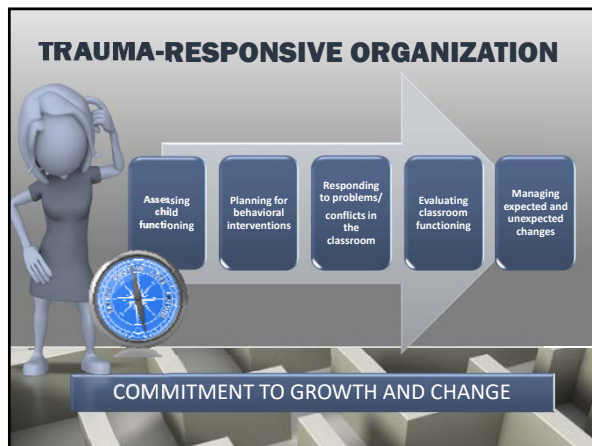 TRAUMA-RESPONSIVE ORGANIZATION
Assessing
child
functioning
Planning for
behavioral
interventions
Responding
to problems/
conflicts in
the
classroom
Evaluating
classroom
functioning
Managing
expected and
unexpected
changes
COMMITMENT TO GROWTH AND CHANGE